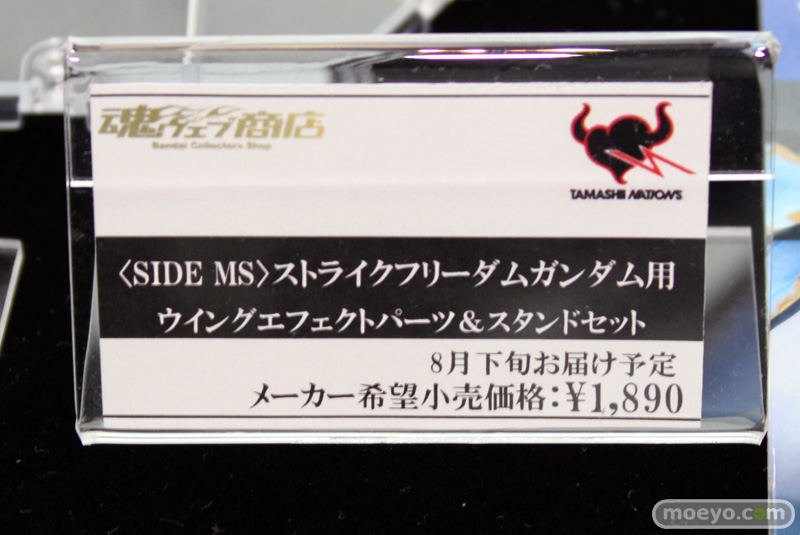 魂ウェブ商店
Bandai Collectors Shop
TAMASHII NATIONS
〈SIDE MS〉ストライクフリーダムガンダム用
ウイングエフェクトパーツ&スタンドセット
8月下旬お届け予定
メーカー希望小売価格:¥1,890
moeyo.com